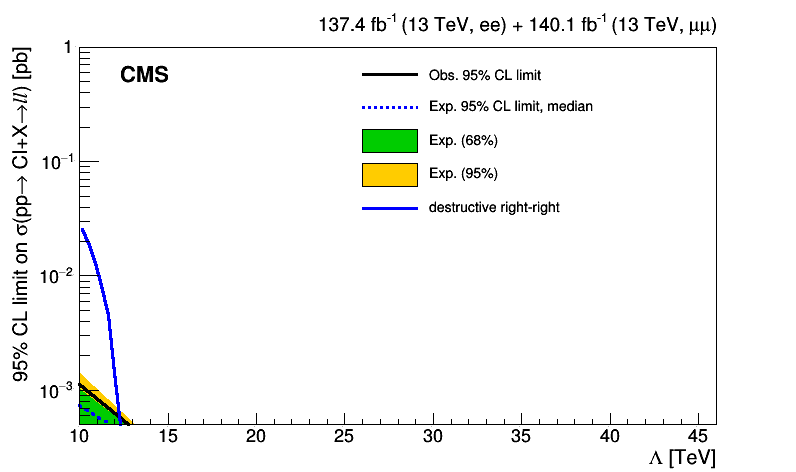 137.4 fb⁻¹ (13 TeV, ee) + 140.1 fb⁻¹ (13 TeV, μμ)
95% CL limit on σ(pp→ CI+X→ll) [pb]
1
10⁻¹
10⁻²
10⁻³
CMS
Obs. 95% CL limit
Exp. 95% CL limit, median
Exp. (68%)
Exp. (95%)
destructive right-right
10 15 20 25 30 35 40 45
Λ [TeV]